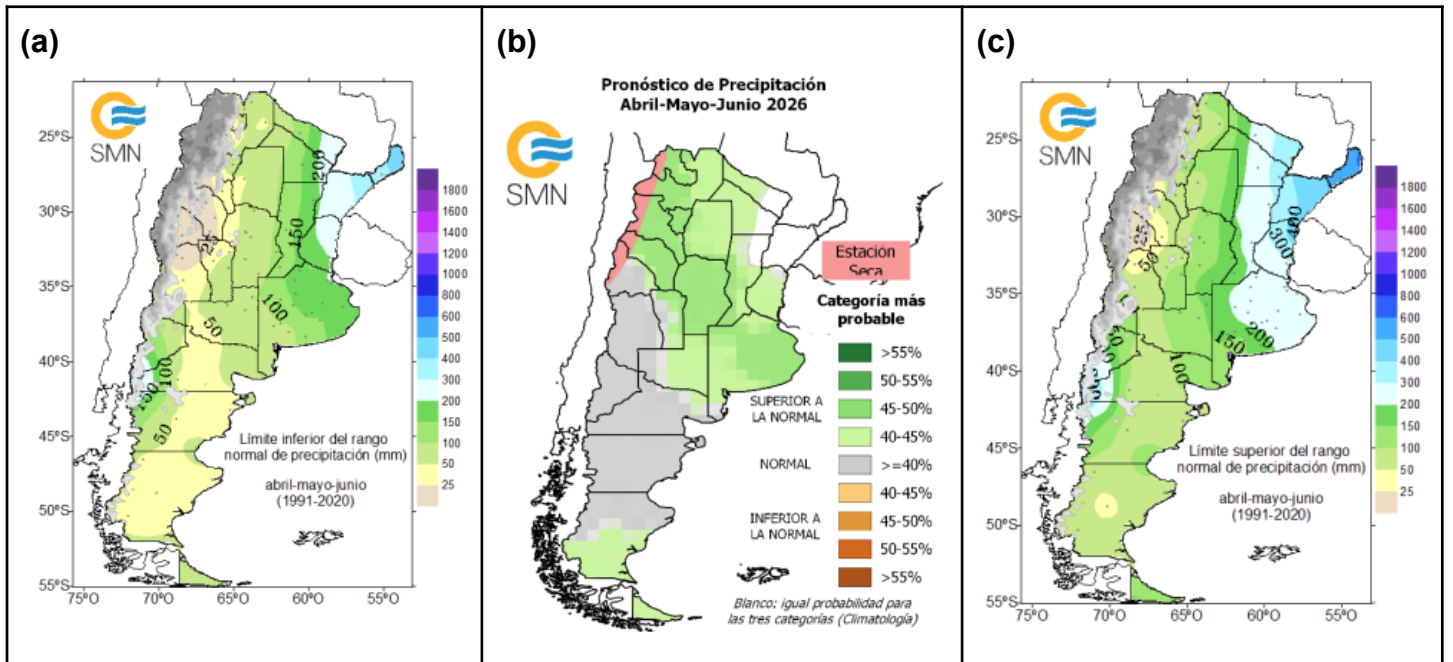 (a)
SMN
25°S
30°S
35°S
40°S
45°S
50°S
55°S
75°O
70°O
65°O
60°O
55°O
200
150
25
100
50
100
150
50
1800
1600
1400
1200
1000
800
600
500
400
300
200
150
100
50
25
Límite inferior del rango
normal de precipitación (mm)
abril-mayo-junio
(1991-2020)
(b)
Pronóstico de Precipitación
Abril-Mayo-Junio 2026
SMN
Estación
Seca
Categoría más
probable
>55%
50-55%
SUPERIOR A
LA NORMAL
45-50%
40-45%
NORMAL
>=40%
40-45%
INFERIOR A
LA NORMAL
45-50%
50-55%
>55%
Blanco: igual probabilidad para
las tres categorías (Climatología)
(c)
SMN
25°S
30°S
35°S
40°S
45°S
50°S
55°S
75°O
70°O
65°O
60°O
55°O
25
50
300
400
200
150
100
1800
1600
1400
1200
1000
800
600
500
400
300
200
150
100
50
25
Límite superior del rango
normal de precipitación (mm)
abril-mayo-junio
(1991-2020)